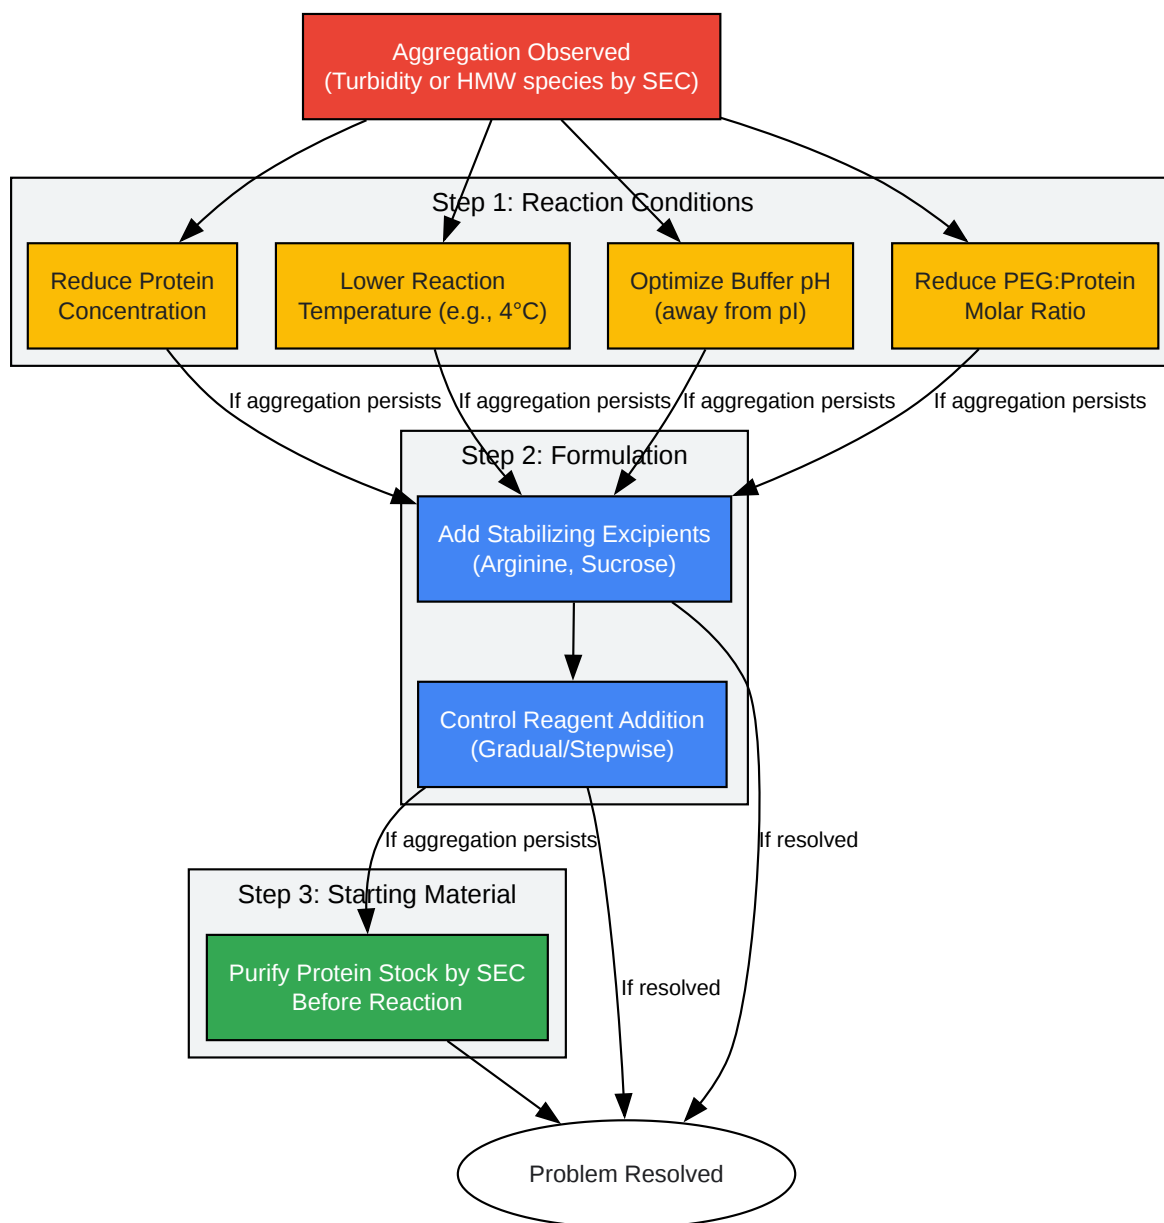 Aggregation Observed
(Turbidity or HMW species by SEC)
Step 1: Reaction Conditions
Reduce Protein
Concentration
Lower Reaction
Temperature (e.g., 4°C)
Optimize Buffer pH
(away from pI)
Reduce PEG:Protein
Molar Ratio
If aggregation persists
If aggregation persists
If aggregation persists
If aggregation persists
Step 2: Formulation
Add Stabilizing Excipients
(Arginine, Sucrose)
Control Reagent Addition
(Gradual/Stepwise)
If aggregation persists
If resolved
Step 3: Starting Material
Purify Protein Stock by SEC
Before Reaction
If resolved
Problem Resolved